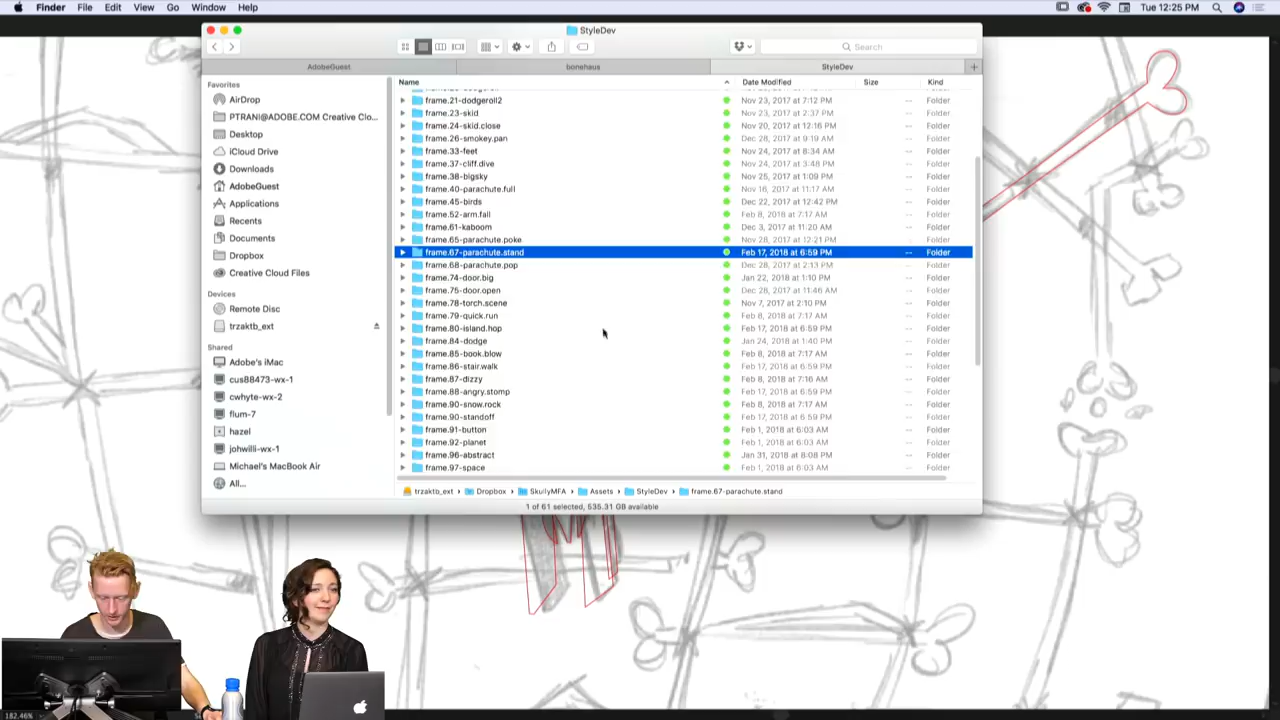 Finder File Edit View Go Window Help Tue 12:25 PM
StyleDev
Search
AdobeGuest bonehaus StyleDev
Favorites
AirDrop
PTRANI@ADOBE.COM Creative Clo...
Desktop
iCloud Drive
Downloads
AdobeGuest
Applications
Recents
Documents
Dropbox
Creative Cloud Files
Devices
Remote Disc
trzaktb_ext
Shared
Adobe's iMac
cus88473-wx-1
cwhyte-wx-2
flum-7
hazel
johwilli-wx-1
Michael's MacBook Air
All...
Name Date Modified Size Kind
frame.21-dodgeroll2 Nov 23, 2017 at 7:12 PM -- Folder
frame.23-skid Nov 23, 2017 at 2:37 PM -- Folder
frame.24-skid.close Nov 20, 2017 at 12:16 PM -- Folder
frame.26-smokey.pan Dec 28, 2017 at 9:19 AM -- Folder
frame.33-feet Nov 24, 2017 at 8:34 AM -- Folder
frame.37-cliff.dive Nov 24, 2017 at 3:48 PM -- Folder
frame.38-bigsky Nov 25, 2017 at 1:09 PM -- Folder
frame.40-parachute.full Nov 16, 2017 at 11:17 AM -- Folder
frame.45-birds Dec 22, 2017 at 12:42 PM -- Folder
frame.52-arm.fall Feb 8, 2018 at 7:17 AM -- Folder
frame.61-kaboom Dec 3, 2017 at 11:20 AM -- Folder
frame.65-parachute.poke Nov 28, 2017 at 12:21 PM -- Folder
frame.67-parachute.stand Feb 17, 2018 at 6:59 PM -- Folder
frame.68-parachute.pop Dec 28, 2017 at 2:13 PM -- Folder
frame.74-door.big Jan 22, 2018 at 1:10 PM -- Folder
frame.75-door.open Dec 28, 2017 at 11:46 AM -- Folder
frame.78-torch.scene Nov 7, 2017 at 2:10 PM -- Folder
frame.79-quick.run Feb 8, 2018 at 7:17 AM -- Folder
frame.80-island.hop Feb 17, 2018 at 6:59 PM -- Folder
frame.84-dodge Jan 24, 2018 at 1:40 PM -- Folder
frame.85-book.blow Feb 8, 2018 at 7:17 AM -- Folder
frame.86-stair.walk Feb 17, 2018 at 6:59 PM -- Folder
frame.87-dizzy Feb 8, 2018 at 7:16 AM -- Folder
frame.88-angry.stomp Feb 17, 2018 at 6:59 PM -- Folder
frame.90-snow.rock Feb 8, 2018 at 7:17 AM -- Folder
frame.90-standoff Feb 17, 2018 at 6:59 PM -- Folder
frame.91-button Feb 1, 2018 at 6:03 AM -- Folder
frame.92-planet Feb 1, 2018 at 6:03 AM -- Folder
frame.96-abstract Jan 31, 2018 at 8:08 PM -- Folder
frame.97-space Feb 1, 2018 at 6:03 AM -- Folder
trzaktb_ext › Dropbox › SkullyMFA › Assets › StyleDev › frame.67-parachute.stand
1 of 61 selected, 535.31 GB available
182.46%